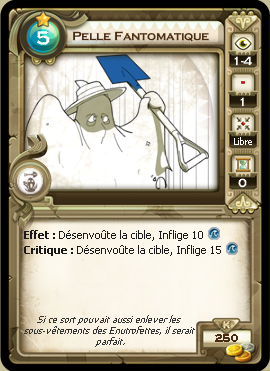 5
PELLE FANTOMATIQUE
1-4
1
Libre
0
Effet : Désenvoûte la cible, Inflige 10
Critique : Désenvoûte la cible, Inflige 15
Si ce sort pouvait aussi enlever les
sous-vêtements des Enutrofettes, il serait
parfait.
K
250